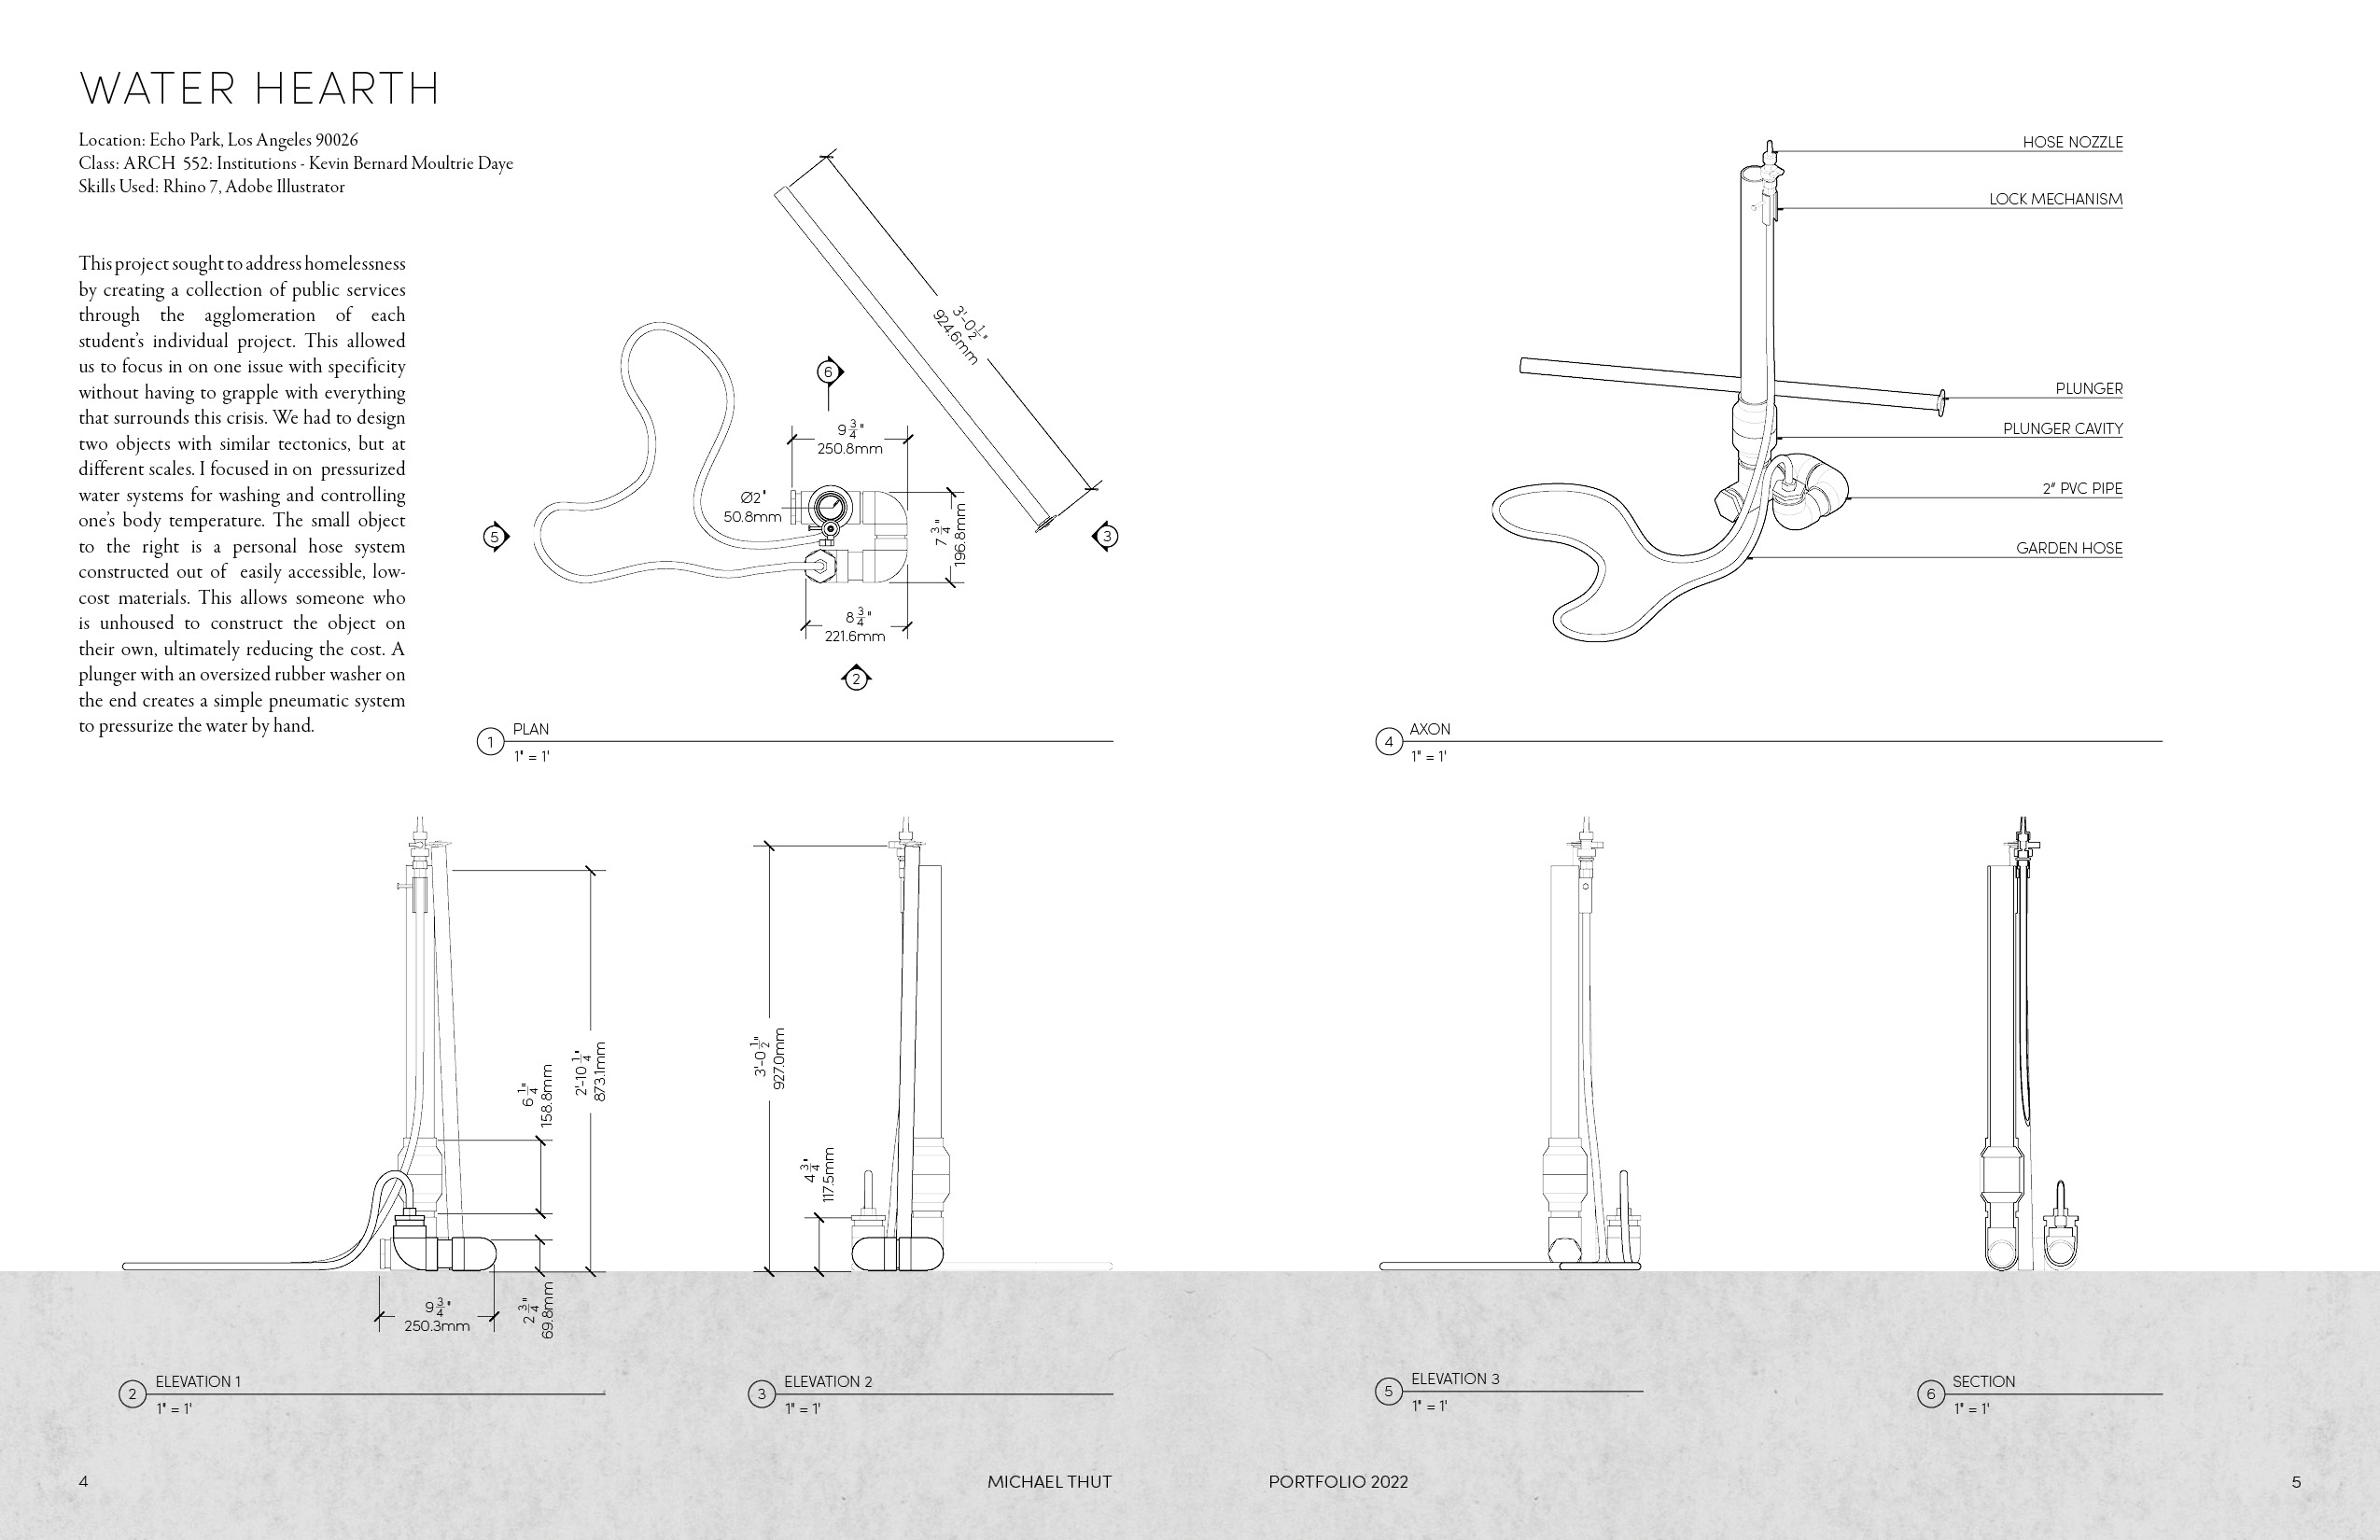 WATER HEARTH
Location: Echo Park, Los Angeles 90026
Class: ARCH 552: Institutions - Kevin Bernard Moultrie Daye
Skills Used: Rhino 7, Adobe Illustrator
This project sought to address homelessness
by creating a collection of public services
through the agglomeration of each
student's individual project. This allowed
us to focus in on one issue with specificity
without having to grapple with everything
that surrounds this crisis. We had to design
two objects with similar tectonics, but at
different scales. I focused in on pressurized
water systems for washing and controlling
one's body temperature. The small object
to the right is a personal hose system
constructed out of easily accessible, low-
cost materials. This allows someone who
is unhoused to construct the object on
their own, ultimately reducing the cost. A
plunger with an oversized rubber washer on
the end creates a simple pneumatic system
to pressurize the water by hand.
3'-0 1/2"
924.6mm
6
9 3/4"
250.8mm
Ø2"
50.8mm
7 3/4"
196.8mm
5
3
8 3/4"
221.6mm
2
1
PLAN
1" = 1'
HOSE NOZZLE
LOCK MECHANISM
PLUNGER
PLUNGER CAVITY
2" PVC PIPE
GARDEN HOSE
4
AXON
1" = 1'
6 1/4"
158.8mm
2'-10 1/4"
873.1mm
9 3/4"
250.3mm
2 3/4"
69.8mm
2
ELEVATION 1
1" = 1'
3'-0 1/2"
927.0mm
4 3/4"
117.5mm
3
ELEVATION 2
1" = 1'
5
ELEVATION 3
1" = 1'
6
SECTION
1" = 1'
4
MICHAEL THUT
PORTFOLIO 2022
5